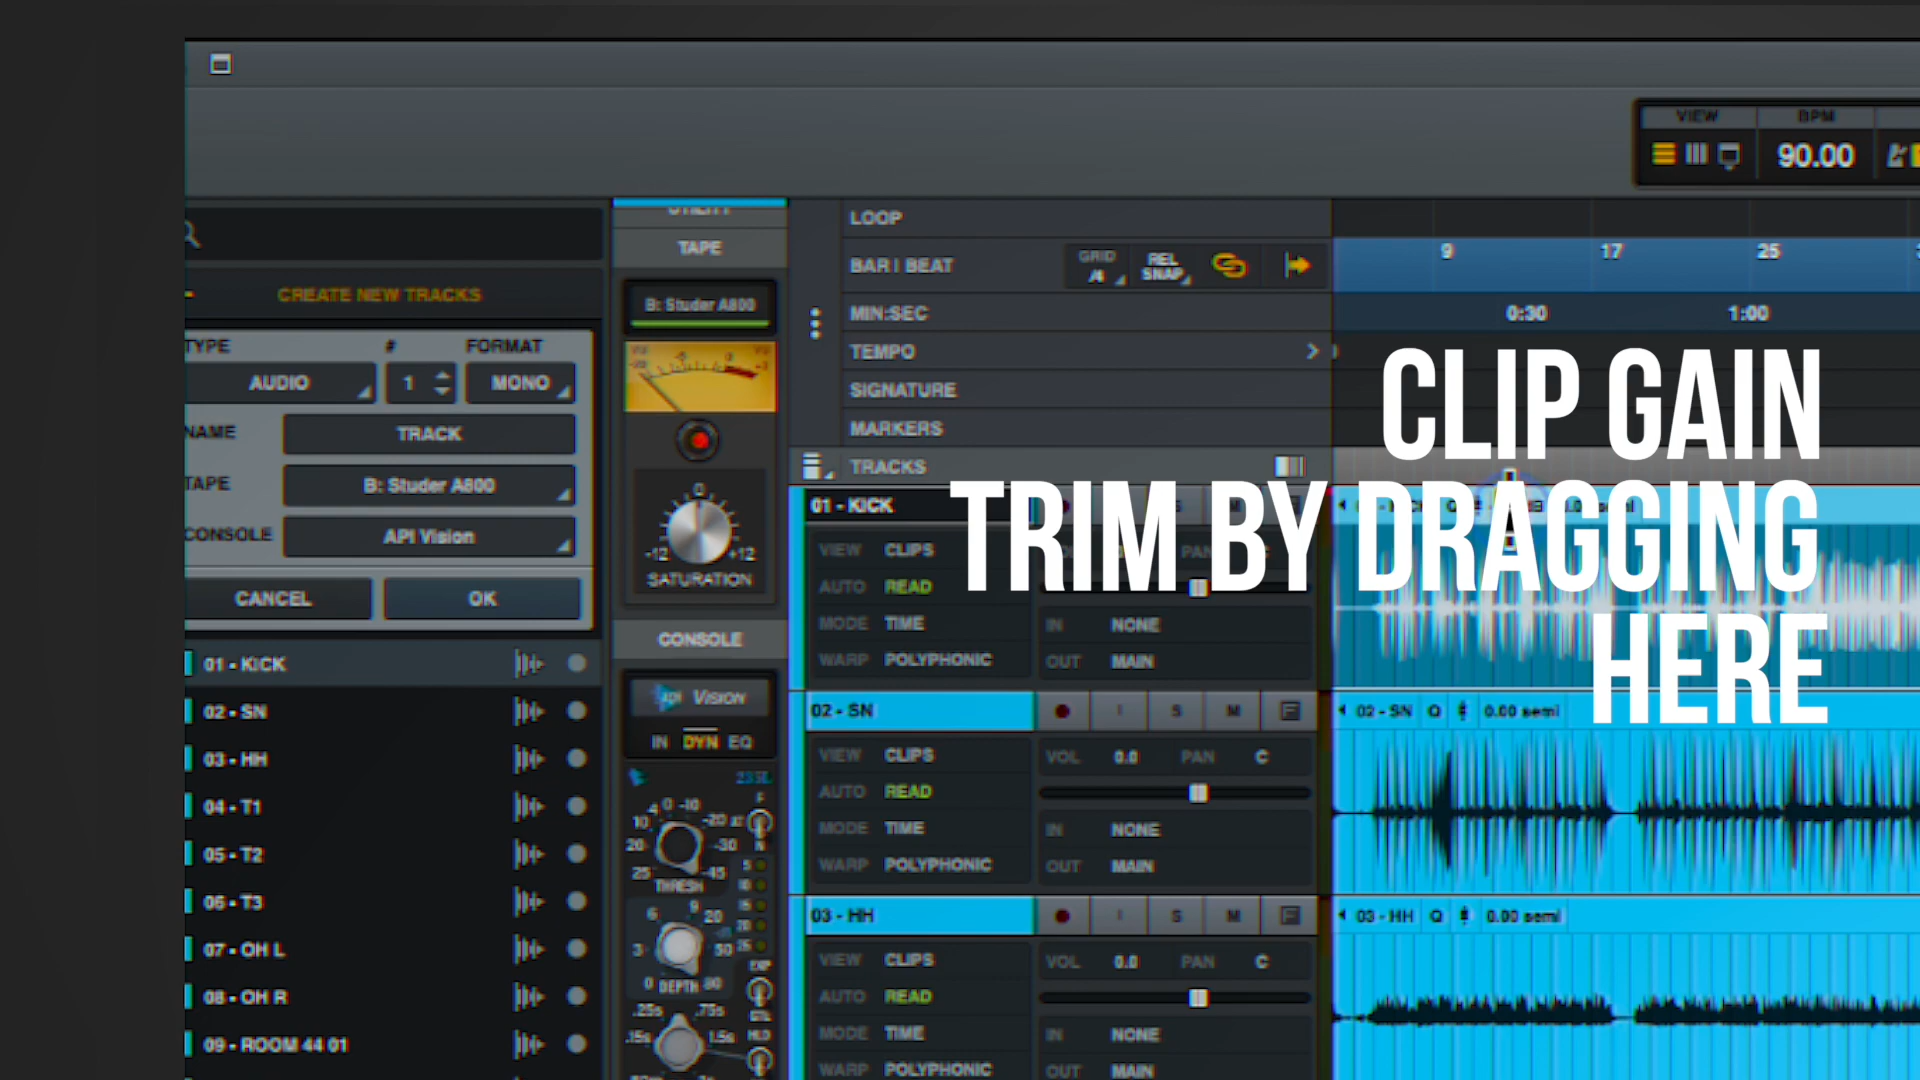 VIEW BPM
90.00
TAPE
B: Studer A800
SATURATION
-12 0 +12
CONSOLE
api Vision
IN DYN EQ
THRESH
DEPTH
CREATE NEW TRACKS
TYPE # FORMAT
AUDIO 1 MONO
NAME TRACK
TAPE B: Studer A800
CONSOLE API Vision
CANCEL OK
01 - KICK
02 - SN
03 - HH
04 - T1
05 - T2
06 - T3
07 - OH L
08 - OH R
09 - ROOM 44 01
LOOP
BAR | BEAT GRID /4 REL SNAP 9 17 25
MIN:SEC 0:30 1:00
TEMPO
SIGNATURE
MARKERS
TRACKS
CLIP GAIN
TRIM BY DRAGGING
HERE
01 - KICK
VIEW CLIPS
AUTO READ
MODE TIME IN NONE
WARP POLYPHONIC OUT MAIN
02 - SN I S M 02 - SN Q 0.00 semi
VIEW CLIPS VOL 0.0 PAN C
AUTO READ
MODE TIME IN NONE
WARP POLYPHONIC OUT MAIN
03 - HH I S M 03 - HH Q 0.00 semi
VIEW CLIPS VOL 0.0 PAN C
AUTO READ
MODE TIME IN NONE
WARP POLYPHONIC OUT MAIN